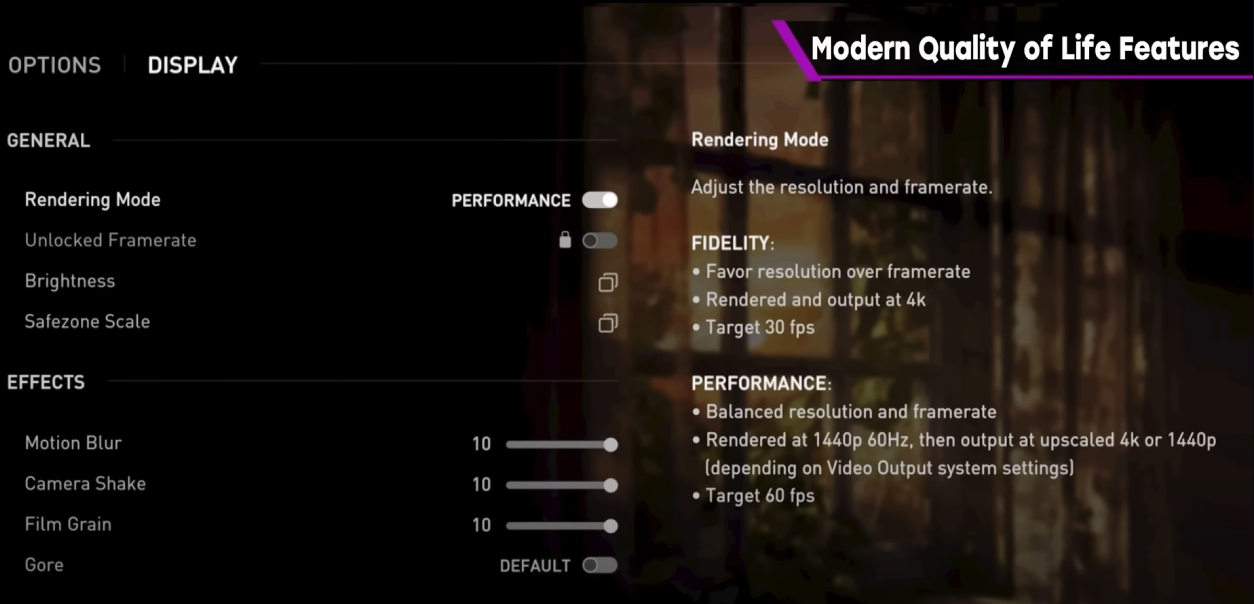 Modern Quality of Life Features
OPTIONS DISPLAY
GENERAL
Rendering Mode PERFORMANCE
Unlocked Framerate
Brightness
Safezone Scale
EFFECTS
Motion Blur 10
Camera Shake 10
Film Grain 10
Gore DEFAULT
Rendering Mode
Adjust the resolution and framerate.
FIDELITY:
• Favor resolution over framerate
• Rendered and output at 4k
• Target 30 fps
PERFORMANCE:
• Balanced resolution and framerate
• Rendered at 1440p 60Hz, then output at upscaled 4k or 1440p
(depending on Video Output system settings)
• Target 60 fps